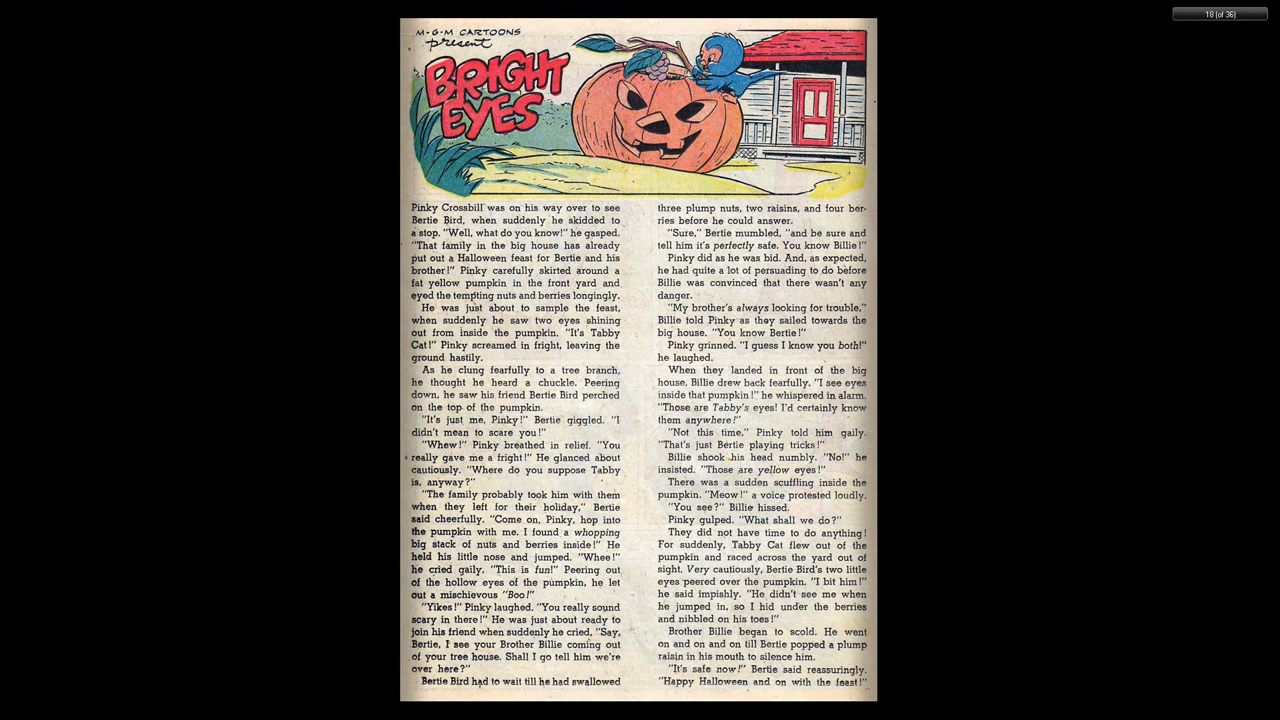 18 (of 36)
M·G·M CARTOONS
present
BRIGHT
EYES
Pinky Crossbill was on his way over to see
Bertie Bird, when suddenly he skidded to
a stop. "Well, what do you know!" he gasped.
"That family in the big house has already
put out a Halloween feast for Bertie and his
brother!" Pinky carefully skirted around a
fat yellow pumpkin in the front yard and
eyed the tempting nuts and berries longingly.
He was just about to sample the feast,
when suddenly he saw two eyes shining
out from inside the pumpkin. "It's Tabby
Cat!" Pinky screamed in fright, leaving the
ground hastily.
As he clung fearfully to a tree branch,
he thought he heard a chuckle. Peering
down, he saw his friend Bertie Bird perched
on the top of the pumpkin.
"It's just me, Pinky!" Bertie giggled. "I
didn't mean to scare you!"
"Whew!" Pinky breathed in relief. "You
really gave me a fright!" He glanced about
cautiously. "Where do you suppose Tabby
is, anyway?"
"The family probably took him with them
when they left for their holiday," Bertie
said cheerfully. "Come on, Pinky, hop into
the pumpkin with me. I found a whopping
big stack of nuts and berries inside!" He
held his little nose and jumped. "Whee!"
he cried gaily. "This is fun!" Peering out
of the hollow eyes of the pumpkin, he let
out a mischievous "Boo!"
"Yikes!" Pinky laughed. "You really sound
scary in there!" He was just about ready to
join his friend when suddenly he cried, "Say,
Bertie, I see your Brother Billie coming out
of your tree house. Shall I go tell him we're
over here?"
Bertie Bird had to wait till he had swallowed
three plump nuts, two raisins, and four ber-
ries before he could answer.
"Sure," Bertie mumbled, "and be sure and
tell him it's perfectly safe. You know Billie!"
Pinky did as he was bid. And, as expected,
he had quite a lot of persuading to do before
Billie was convinced that there wasn't any
danger.
"My brother's always looking for trouble,"
Billie told Pinky as they sailed towards the
big house. "You know Bertie!"
Pinky grinned. "I guess I know you both!"
he laughed.
When they landed in front of the big
house, Billie drew back fearfully. "I see eyes
inside that pumpkin!" he whispered in alarm.
"Those are Tabby's eyes! I'd certainly know
them anywhere!"
"Not this time," Pinky told him gaily.
"That's just Bertie playing tricks!"
Billie shook his head numbly. "No!" he
insisted. "Those are yellow eyes!"
There was a sudden scuffling inside the
pumpkin. "Meow!" a voice protested loudly.
"You see?" Billie hissed.
Pinky gulped. "What shall we do?"
They did not have time to do anything!
For suddenly, Tabby Cat flew out of the
pumpkin and raced across the yard out of
sight. Very cautiously, Bertie Bird's two little
eyes peered over the pumpkin. "I bit him!"
he said impishly. "He didn't see me when
he jumped in, so I hid under the berries
and nibbled on his toes!"
Brother Billie began to scold. He went
on and on and on till Bertie popped a plump
raisin in his mouth to silence him.
"It's safe now!" Bertie said reassuringly.
"Happy Halloween and on with the feast!"